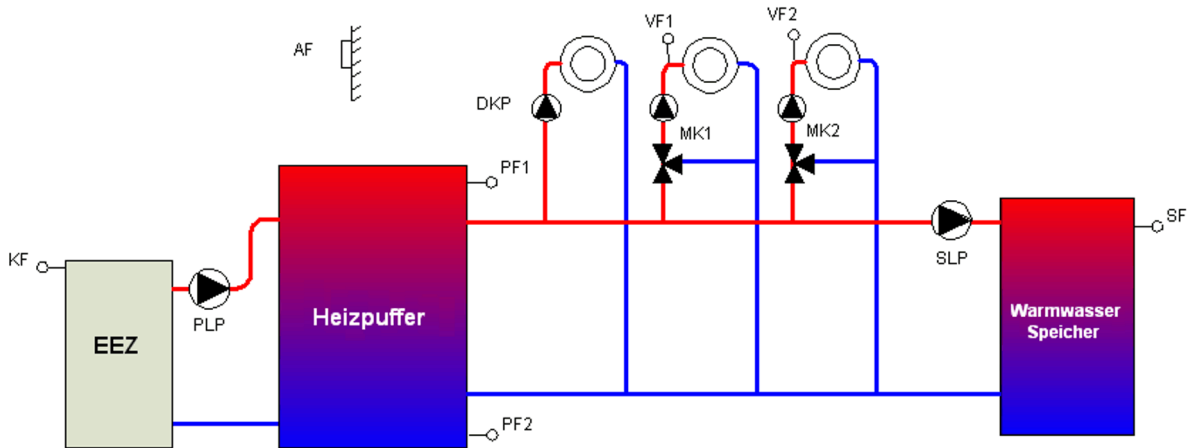 AF
VF1
VF2
DKP
MK1
MK2
PF1
SF
KF
PLP
Heizpuffer
SLP
Warmwasser
Speicher
EEZ
PF2